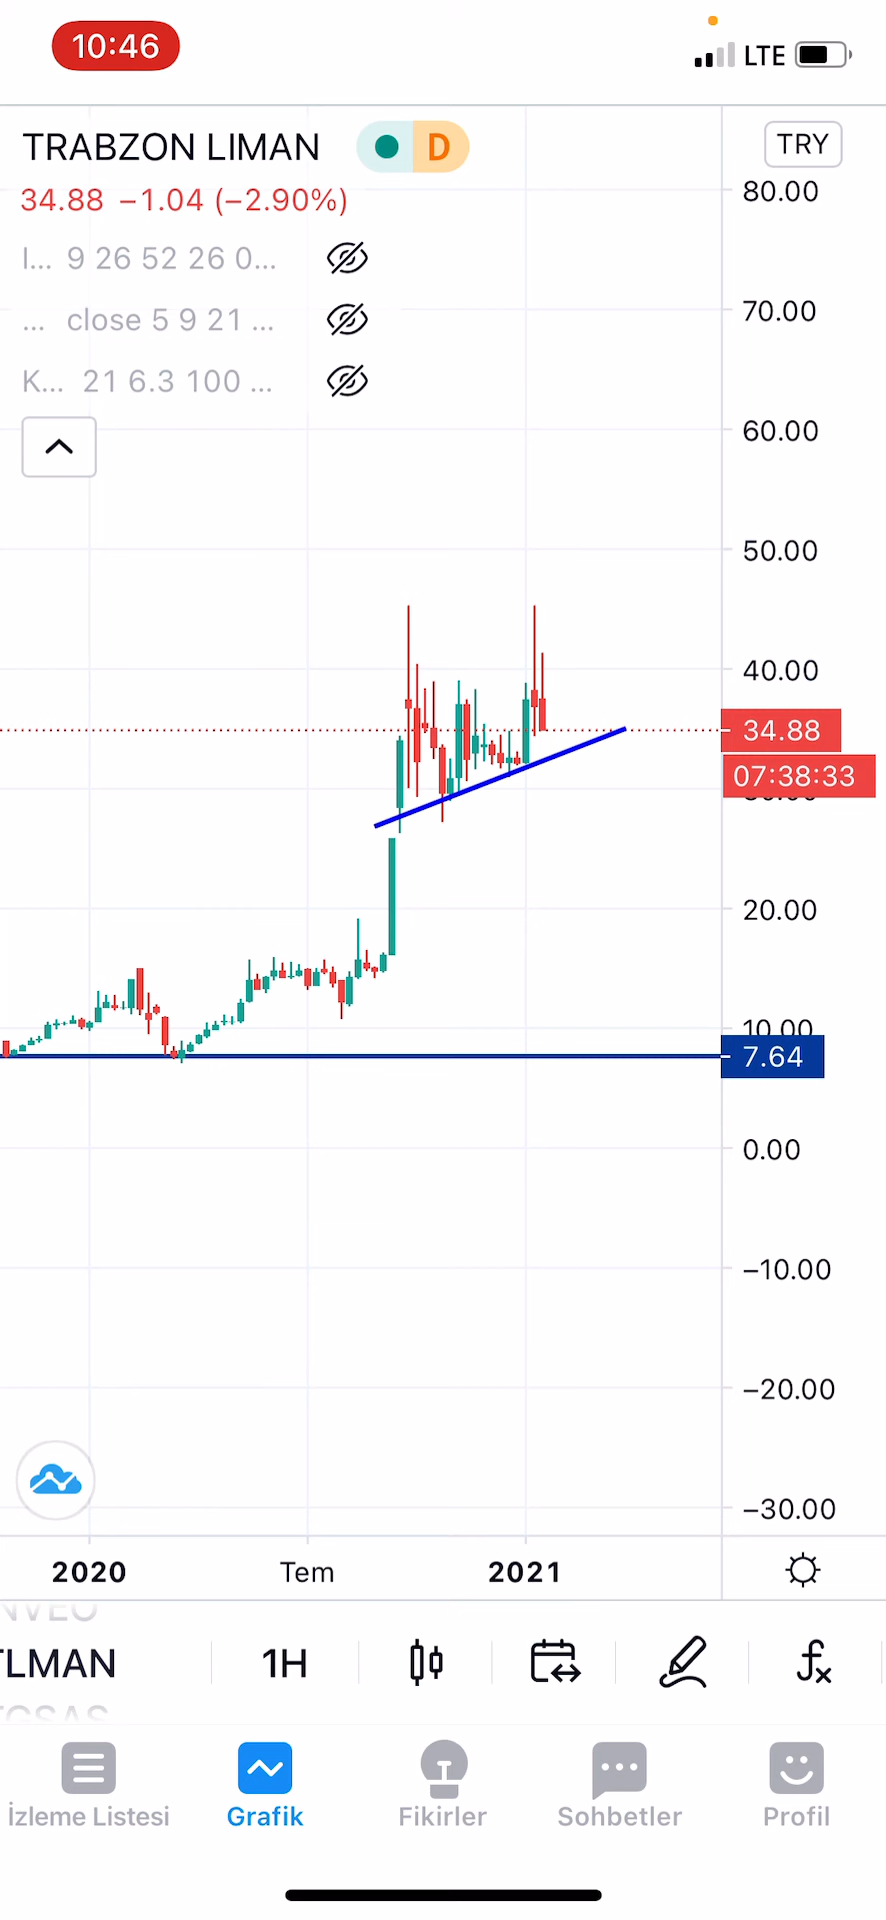 10:46
LTE
TRABZON LIMAN D TRY
34.88 −1.04 (−2.90%)
80.00
I... 9 26 52 26 0...
... close 5 9 21 ...
70.00
K... 21 6.3 100 ...
60.00
50.00
40.00
34.88
07:38:33
20.00
10.00
7.64
0.00
−10.00
−20.00
−30.00
2020 Tem 2021
TLMAN 1H
İzleme Listesi Grafik Fikirler Sohbetler Profil